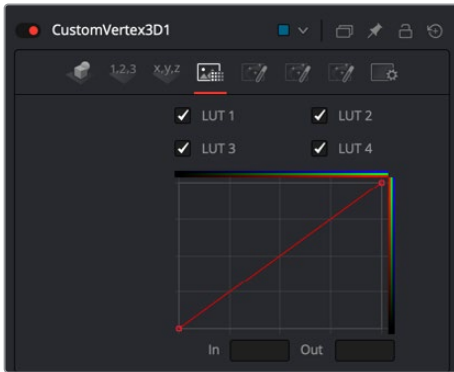 CustomVertex3D1
1,2,3 x,y,z
LUT 1 LUT 2
LUT 3 LUT 4
In Out